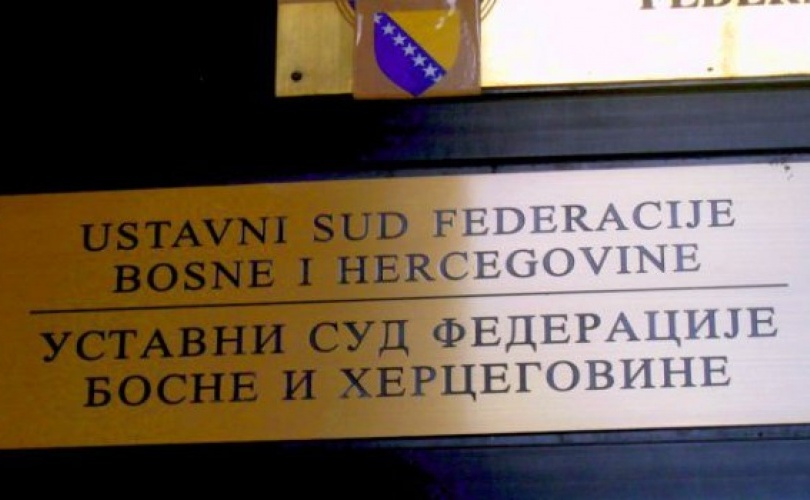 USTAVNI SUD FEDERACIJE
BOSNE I HERCEGOVINE
УСТАВНИ СУД ФЕДЕРАЦИЈЕ
БОСНЕ И ХЕРЦЕГОВИНЕ